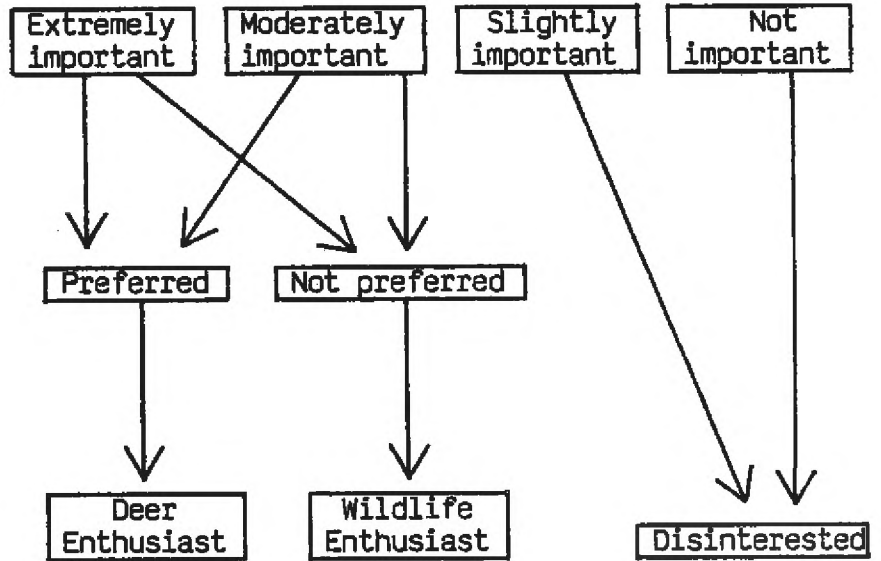 Extremely
important
Moderately
important
Slightly
important
Not
important
Preferred
Not preferred
Deer
Enthusiast
Wildlife
Enthusiast
Disinterested